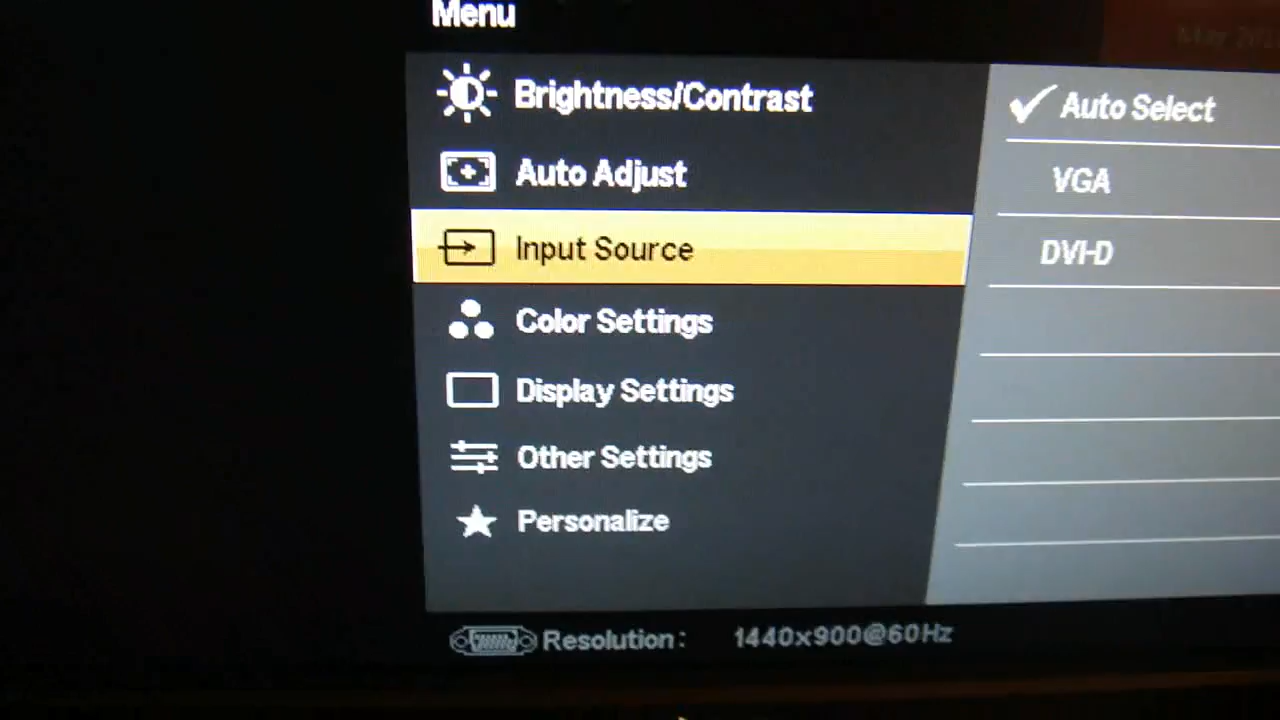 Menu
Brightness/Contrast
Auto Adjust
Input Source
Color Settings
Display Settings
Other Settings
Personalize
Auto Select
VGA
DVI-D
Resolution: 1440x900@60Hz